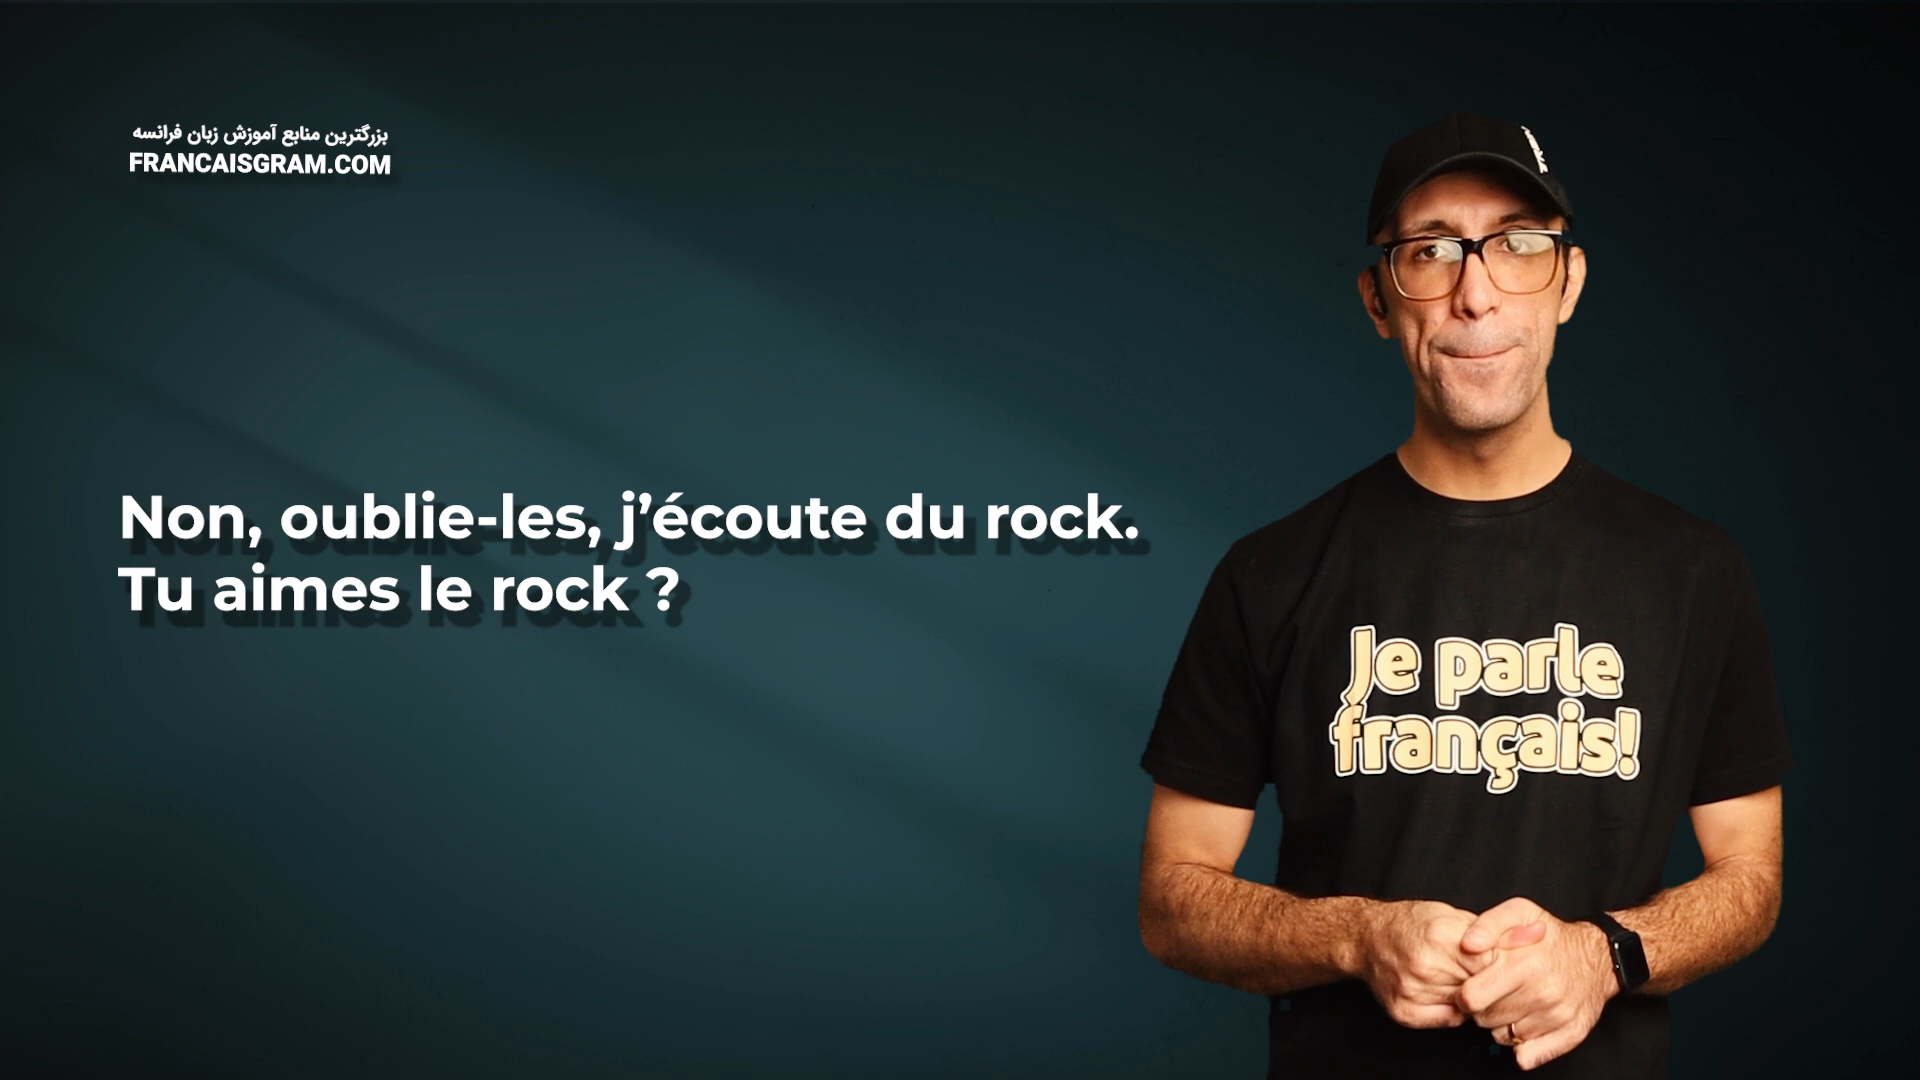 بزرگترین منابع آموزش زبان فرانسه
FRANCAISGRAM.COM
Non, oublie-les, j’écoute du rock.
Tu aimes le rock ?
Je parle
français!